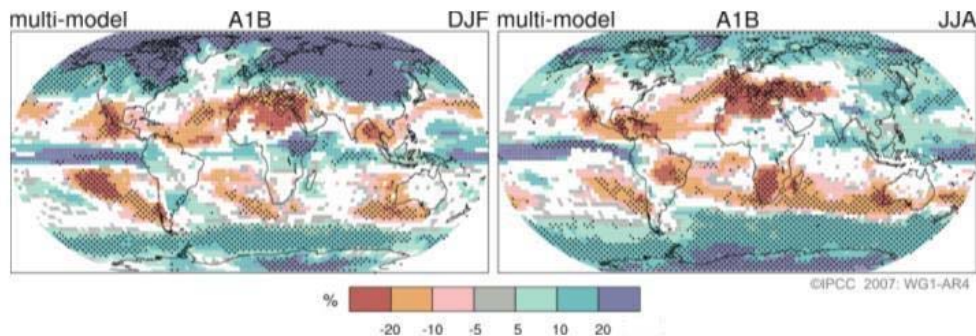 multi-model A1B DJF multi-model A1B JJA
©IPCC 2007: WG1-AR4
%
-20 -10 -5 5 10 20